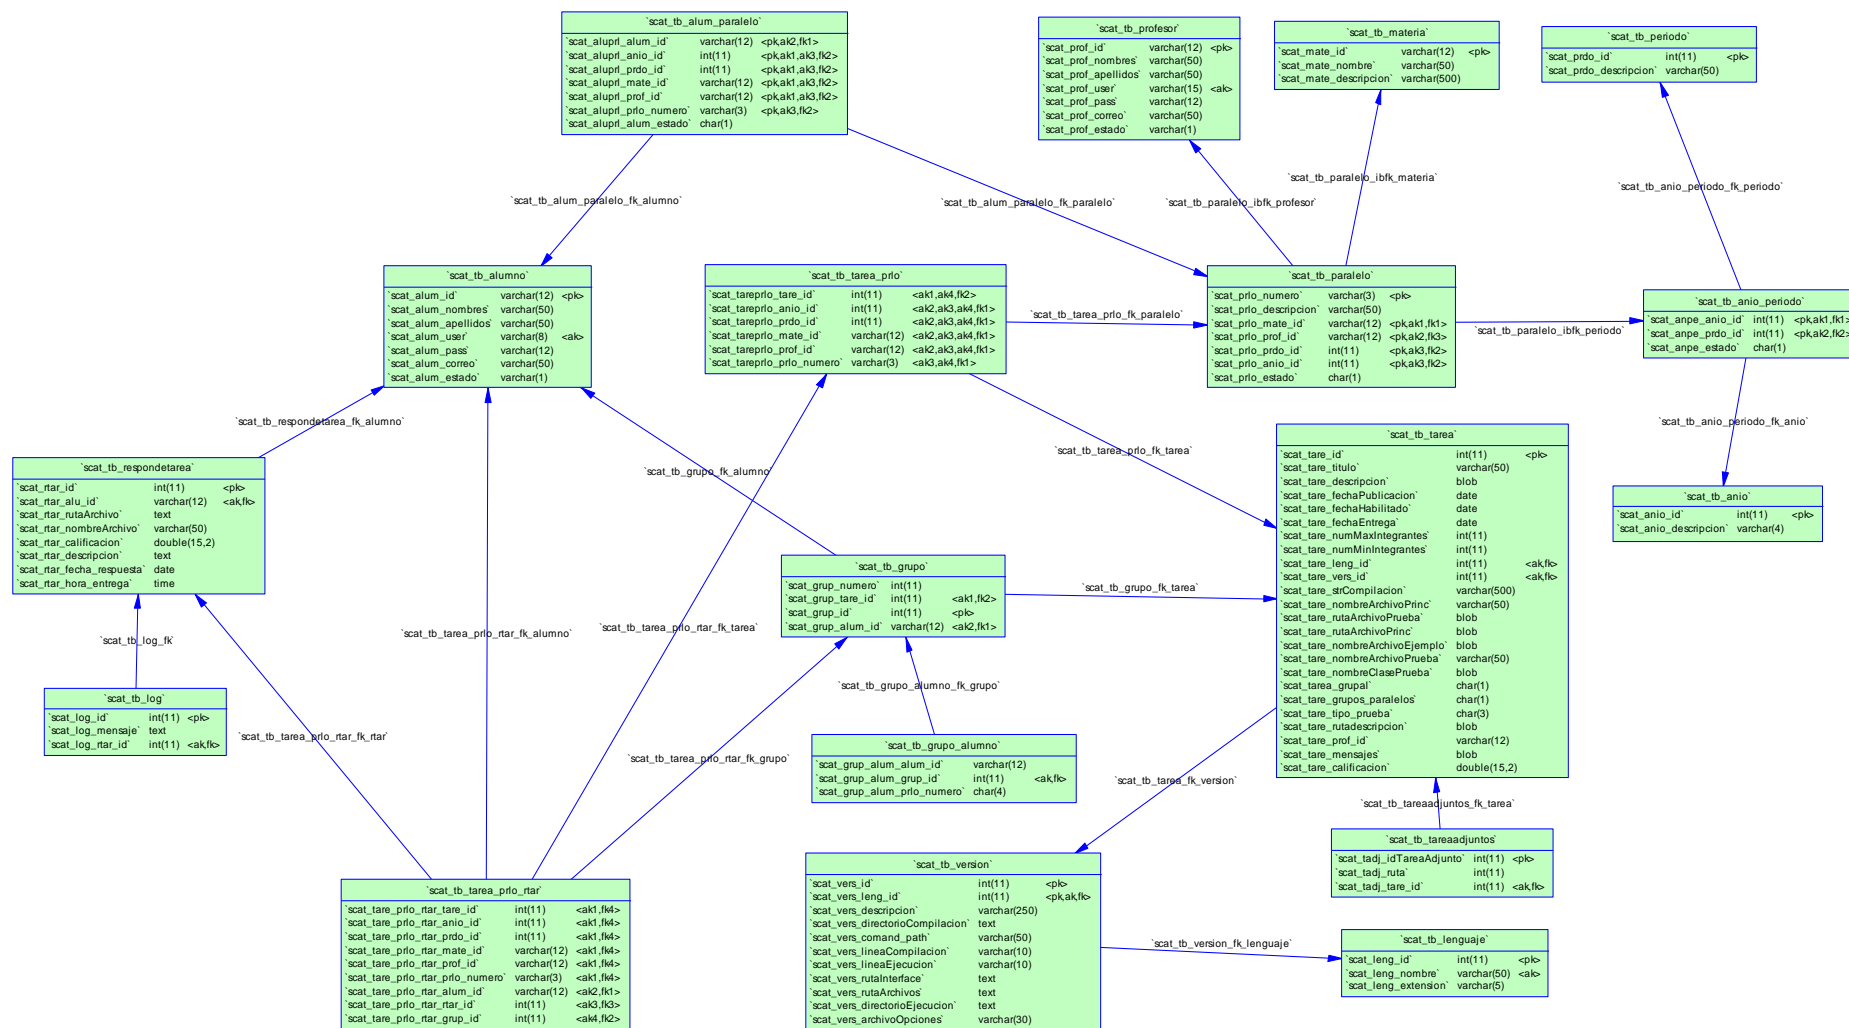 `scat_tb_alum_paralelo`
`scat_aluprl_alum_id` varchar(12) <pk,ak2,fk1>
`scat_aluprl_anio_id` int(11) <pk,ak1,ak3,fk2>
`scat_aluprl_prdo_id` int(11) <pk,ak1,ak3,fk2>
`scat_aluprl_mate_id` varchar(12) <pk,ak1,ak3,fk2>
`scat_aluprl_prof_id` varchar(12) <pk,ak1,ak3,fk2>
`scat_aluprl_prlo_numero` varchar(3) <pk,ak3,fk2>
`scat_aluprl_alum_estado` char(1)
`scat_tb_profesor`
`scat_prof_id` varchar(12) <pk>
`scat_prof_nombres` varchar(50)
`scat_prof_apellidos` varchar(50)
`scat_prof_user` varchar(15) <ak>
`scat_prof_pass` varchar(12)
`scat_prof_correo` varchar(50)
`scat_prof_estado` varchar(1)
`scat_tb_materia`
`scat_mate_id` varchar(12) <pk>
`scat_mate_nombre` varchar(50)
`scat_mate_descripcion` varchar(500)
`scat_tb_periodo`
`scat_prdo_id` int(11) <pk>
`scat_prdo_descripcion` varchar(50)
`scat_tb_alum_paralelo_fk_alumno`
`scat_tb_alum_paralelo_fk_paralelo`
`scat_tb_paralelo_ibfk_profesor`
`scat_tb_paralelo_ibfk_materia`
`scat_tb_anio_periodo_fk_periodo`
`scat_tb_alumno`
`scat_alum_id` varchar(12) <pk>
`scat_alum_nombres` varchar(50)
`scat_alum_apellidos` varchar(50)
`scat_alum_user` varchar(8) <ak>
`scat_alum_pass` varchar(12)
`scat_alum_correo` varchar(50)
`scat_alum_estado` varchar(1)
`scat_tb_tarea_prlo`
`scat_tareprlo_tare_id` int(11) <ak1,ak4,fk2>
`scat_tareprlo_anio_id` int(11) <ak2,ak3,ak4,fk1>
`scat_tareprlo_prdo_id` int(11) <ak2,ak3,ak4,fk1>
`scat_tareprlo_mate_id` varchar(12) <ak2,ak3,ak4,fk1>
`scat_tareprlo_prof_id` varchar(12) <ak2,ak3,ak4,fk1>
`scat_tareprlo_prlo_numero` varchar(3) <ak3,ak4,fk1>
`scat_tb_tarea_prlo_fk_paralelo`
`scat_tb_paralelo`
`scat_prlo_numero` varchar(3) <pk>
`scat_prlo_descripcion` varchar(50)
`scat_prlo_mate_id` varchar(12) <pk,ak1,fk1>
`scat_prlo_prof_id` varchar(12) <pk,ak2,fk3>
`scat_prlo_prdo_id` int(11) <pk,ak3,fk2>
`scat_prlo_anio_id` int(11) <pk,ak3,fk2>
`scat_prlo_estado` char(1)
`scat_tb_paralelo_ibfk_periodo`
`scat_tb_anio_periodo`
`scat_anpe_anio_id` int(11) <pk,ak1,fk1>
`scat_anpe_prdo_id` int(11) <pk,ak2,fk2>
`scat_anpe_estado` char(1)
`scat_tb_respondetarea_fk_alumno`
`scat_tb_grupo_fk_alumno`
`scat_tb_tarea_prlo_fk_tarea`
`scat_tb_anio_periodo_fk_anio`
`scat_tb_respondetarea`
`scat_rtar_id` int(11) <pk>
`scat_rtar_alu_id` varchar(12) <ak,fk>
`scat_rtar_rutaArchivo` text
`scat_rtar_nombreArchivo` varchar(50)
`scat_rtar_calificacion` double(15,2)
`scat_rtar_descripcion` text
`scat_rtar_fecha_respuesta` date
`scat_rtar_hora_entrega` time
`scat_tb_tarea`
`scat_tare_id` int(11) <pk>
`scat_tare_titulo` varchar(50)
`scat_tare_descripcion` blob
`scat_tare_fechaPublicacion` date
`scat_tare_fechaHabilitado` date
`scat_tare_fechaEntrega` date
`scat_tare_numMaxIntegrantes` int(11)
`scat_tare_numMinIntegrantes` int(11)
`scat_tare_leng_id` int(11) <ak,fk>
`scat_tare_vers_id` int(11) <ak,fk>
`scat_tare_strCompilacion` varchar(500)
`scat_tare_nombreArchivoPrinc` varchar(50)
`scat_tare_rutaArchivoPrueba` blob
`scat_tare_rutaArchivoPrinc` blob
`scat_tare_nombreArchivoEjemplo` blob
`scat_tare_nombreArchivoPrueba` varchar(50)
`scat_tare_nombreClasePrueba` blob
`scat_tarea_grupal` char(1)
`scat_tare_grupos_paralelos` char(1)
`scat_tare_tipo_prueba` char(3)
`scat_tare_rutadescripcion` blob
`scat_tare_prof_id` varchar(12)
`scat_tare_mensajes` blob
`scat_tare_calificacion` double(15,2)
`scat_tb_anio`
`scat_anio_id` int(11) <pk>
`scat_anio_descripcion` varchar(4)
`scat_tb_grupo`
`scat_grup_numero` int(11)
`scat_grup_tare_id` int(11) <ak1,fk2>
`scat_grup_id` int(11) <pk>
`scat_grup_alum_id` varchar(12) <ak2,fk1>
`scat_tb_grupo_fk_tarea`
`scat_tb_log_fk`
`scat_tb_tarea_prlo_rtar_fk_alumno`
`scat_tb_tarea_prlo_rtar_fk_tarea`
`scat_tb_grupo_alumno_fk_grupo`
`scat_tb_log`
`scat_log_id` int(11) <pk>
`scat_log_mensaje` text
`scat_log_rtar_id` int(11) <ak,fk>
`scat_tb_tarea_prlo_rtar_fk_rtar`
`scat_tb_tarea_prlo_rtar_fk_grupo`
`scat_tb_grupo_alumno`
`scat_grup_alum_alum_id` varchar(12)
`scat_grup_alum_grup_id` int(11) <ak,fk>
`scat_grup_alum_prlo_numero` char(4)
`scat_tb_tarea_fk_version`
`scat_tb_tareaadjuntos_fk_tarea`
`scat_tb_tareaadjuntos`
`scat_tadj_idTareaAdjunto` int(11) <pk>
`scat_tadj_ruta` int(11)
`scat_tadj_tare_id` int(11) <ak,fk>
`scat_tb_tarea_prlo_rtar`
`scat_tare_prlo_rtar_tare_id` int(11) <ak1,fk4>
`scat_tare_prlo_rtar_anio_id` int(11) <ak1,fk4>
`scat_tare_prlo_rtar_prdo_id` int(11) <ak1,fk4>
`scat_tare_prlo_rtar_mate_id` varchar(12) <ak1,fk4>
`scat_tare_prlo_rtar_prof_id` varchar(12) <ak1,fk4>
`scat_tare_prlo_rtar_prlo_numero` varchar(3) <ak1,fk4>
`scat_tare_prlo_rtar_alum_id` varchar(12) <ak2,fk1>
`scat_tare_prlo_rtar_rtar_id` int(11) <ak3,fk3>
`scat_tare_prlo_rtar_grup_id` int(11) <ak4,fk2>
`scat_tb_version`
`scat_vers_id` int(11) <pk>
`scat_vers_leng_id` int(11) <pk,ak,fk>
`scat_vers_descripcion` varchar(250)
`scat_vers_directorioCompilacion` text
`scat_vers_comand_path` varchar(50)
`scat_vers_lineaCompilacion` varchar(10)
`scat_vers_lineaEjecucion` varchar(10)
`scat_vers_rutaInterface` text
`scat_vers_rutaArchivos` text
`scat_vers_directorioEjecucion` text
`scat_vers_archivoOpciones` varchar(30)
`scat_tb_version_fk_lenguaje`
`scat_tb_lenguaje`
`scat_leng_id` int(11) <pk>
`scat_leng_nombre` varchar(50) <ak>
`scat_leng_extension` varchar(5)